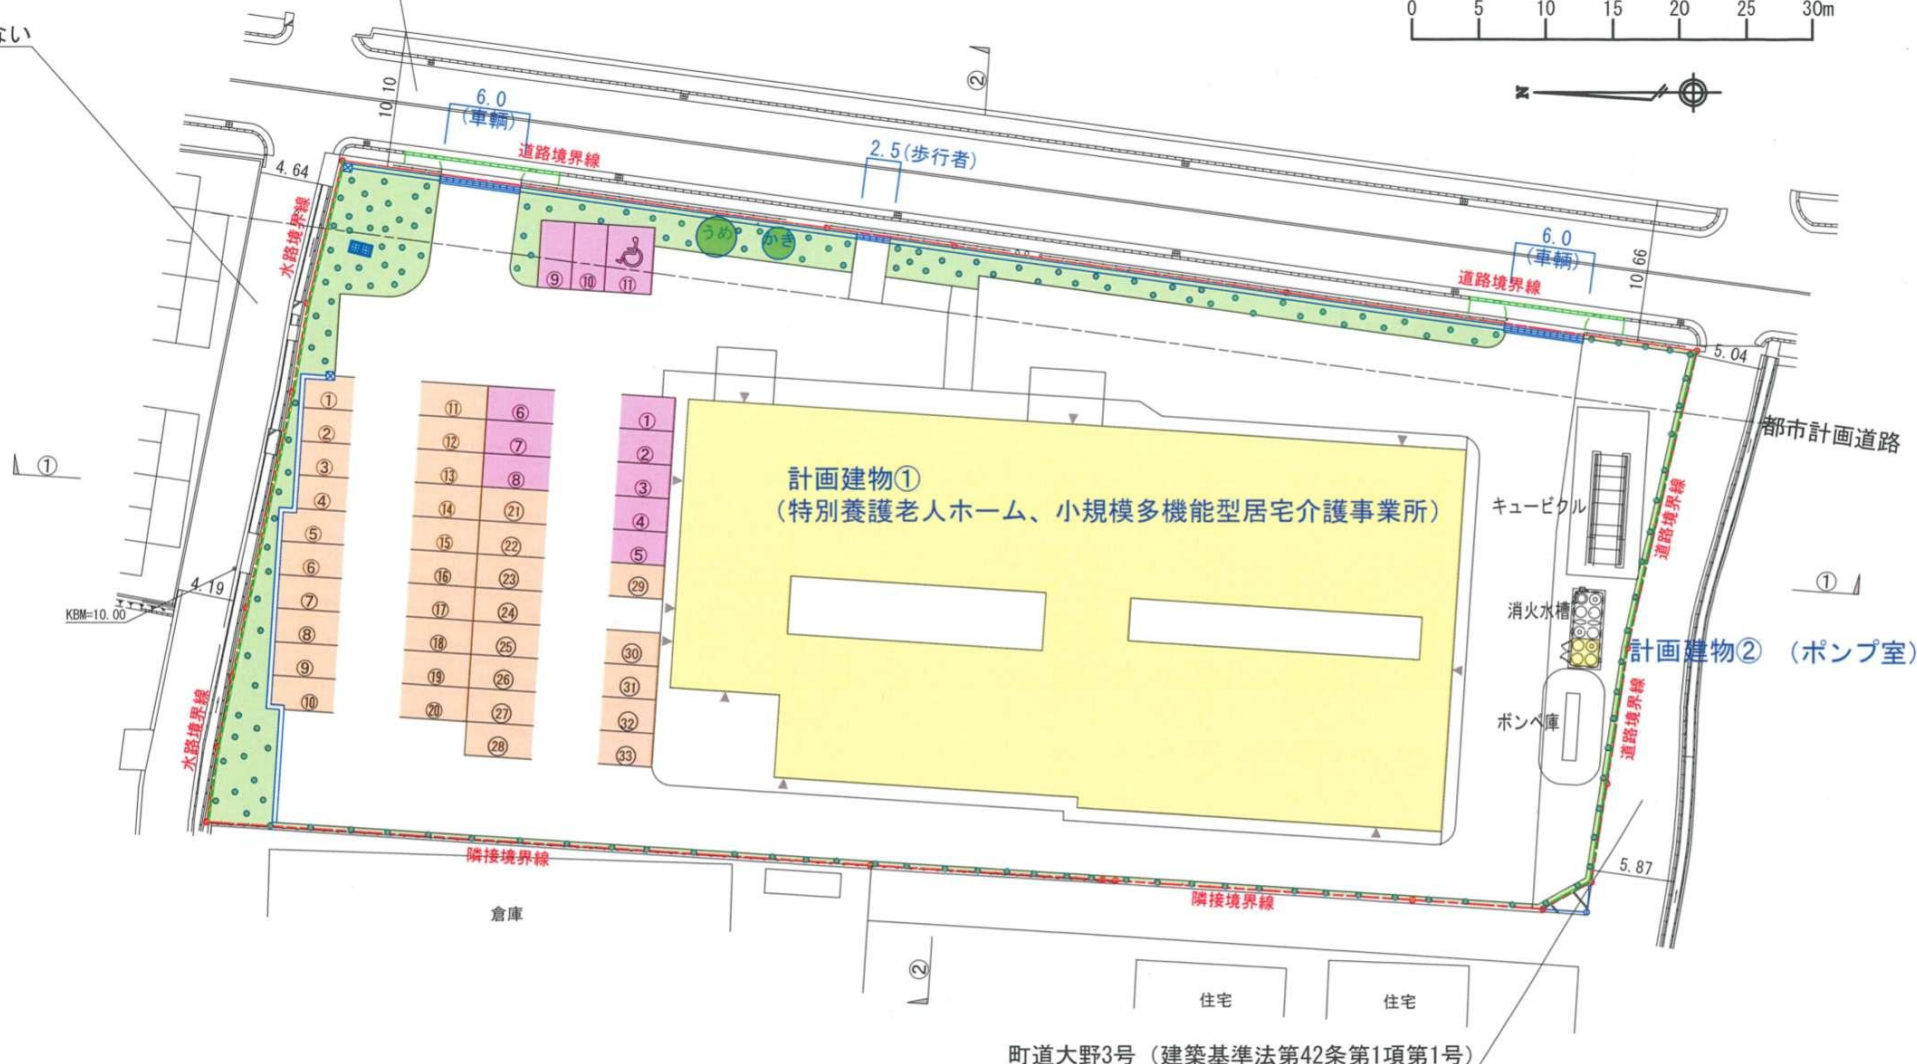 ない
0 5 10 15 20 25 30m
N
②
10.10
6.0
(車輌)
道路境界線
2.5(歩行者)
6.0
(車輌)
道路境界線
10.66
4.64
水路境界線
うめ
かき
⑨ ⑩ ⑪
5.04
都市計画道路
①
①
②
③
④
⑤
⑥
⑦
⑧
⑨
⑩
⑪
⑫
⑬
⑭
⑮
⑯
⑰
⑱
⑲
⑳
⑥
⑦
⑧
㉑
㉒
㉓
㉔
㉕
㉖
㉗
㉘
①
②
③
④
⑤
㉙
㉚
㉛
㉜
㉝
計画建物①
(特別養護老人ホーム、小規模多機能型居宅介護事業所)
キュービクル
道路境界線
①
消火水槽
計画建物② (ポンプ室)
ボンベ庫
道路境界線
4.19
KBM=10.00
水路境界線
隣接境界線
隣接境界線
5.87
倉庫
②
住宅
住宅
町道大野3号 (建築基準法第42条第1項第1号)